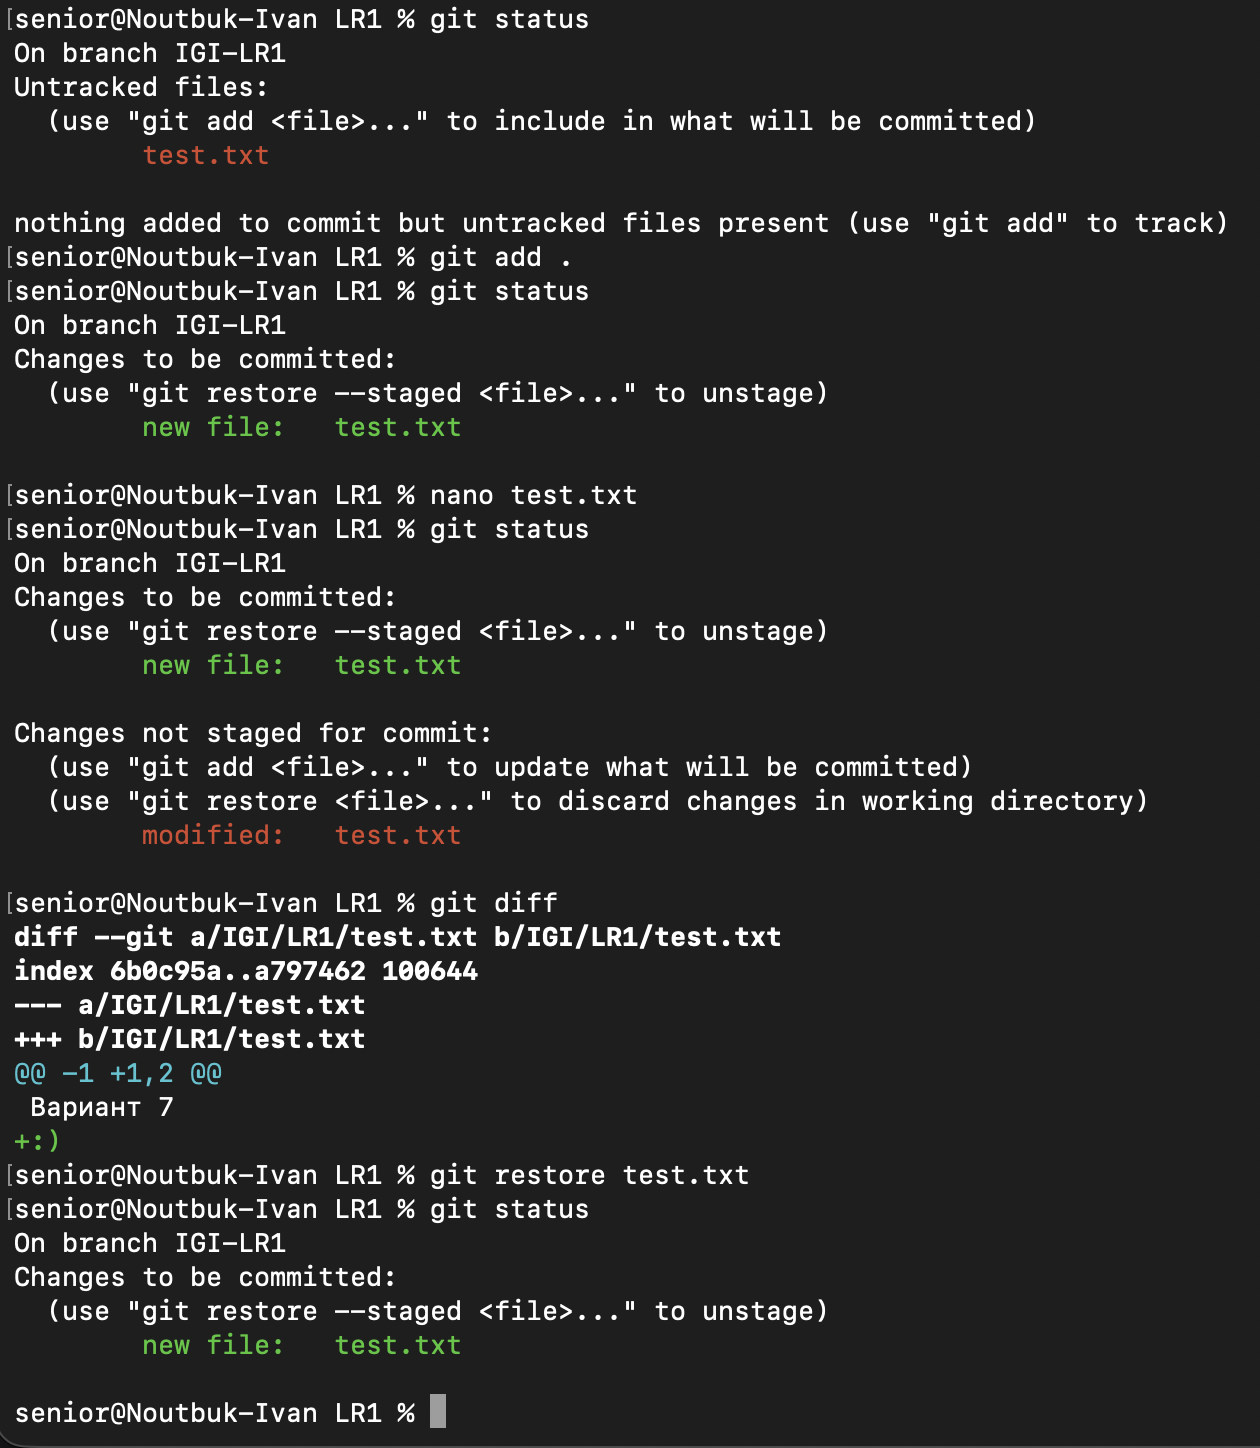 [senior@Noutbuk-Ivan LR1 % git status
On branch IGI-LR1
Untracked files:
  (use "git add <file>..." to include in what will be committed)
        test.txt

nothing added to commit but untracked files present (use "git add" to track)
[senior@Noutbuk-Ivan LR1 % git add .
[senior@Noutbuk-Ivan LR1 % git status
On branch IGI-LR1
Changes to be committed:
  (use "git restore --staged <file>..." to unstage)
        new file:   test.txt

[senior@Noutbuk-Ivan LR1 % nano test.txt
[senior@Noutbuk-Ivan LR1 % git status
On branch IGI-LR1
Changes to be committed:
  (use "git restore --staged <file>..." to unstage)
        new file:   test.txt

Changes not staged for commit:
  (use "git add <file>..." to update what will be committed)
  (use "git restore <file>..." to discard changes in working directory)
        modified:   test.txt

[senior@Noutbuk-Ivan LR1 % git diff
diff --git a/IGI/LR1/test.txt b/IGI/LR1/test.txt
index 6b0c95a..a797462 100644
--- a/IGI/LR1/test.txt
+++ b/IGI/LR1/test.txt
@@ -1 +1,2 @@
 Вариант 7
+:)
[senior@Noutbuk-Ivan LR1 % git restore test.txt
[senior@Noutbuk-Ivan LR1 % git status
On branch IGI-LR1
Changes to be committed:
  (use "git restore --staged <file>..." to unstage)
        new file:   test.txt

senior@Noutbuk-Ivan LR1 %